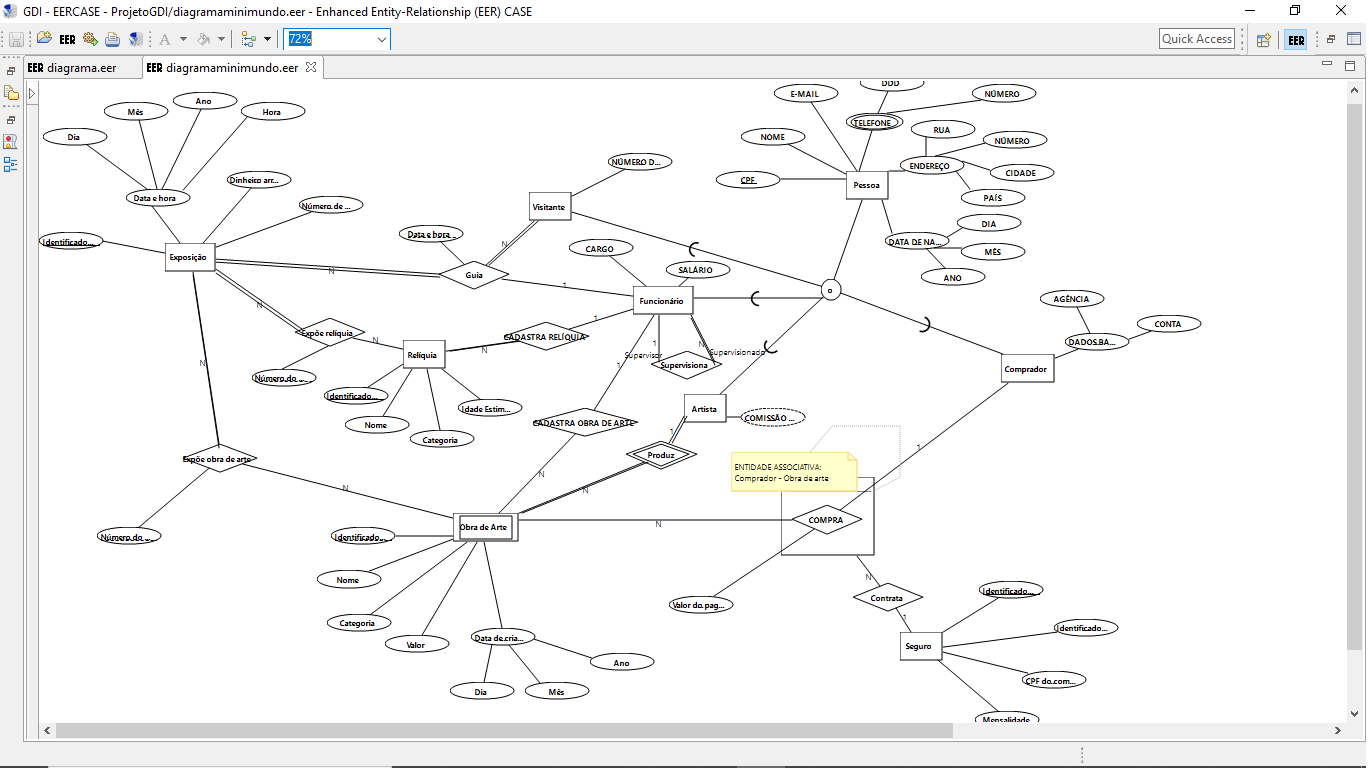 GDI - EERCASE - ProjetoGDI/diagramaminimundo.eer - Enhanced Entity-Relationship (EER) CASE
EER
A
72%
Quick Access
EER
EER diagrama.eer
EER diagramaminimundo.eer
DDD
E-MAIL
NÚMERO
Ano
Mês
Hora
TELEFONE
Dia
NOME
RUA
NÚMERO
NÚMERO D...
ENDEREÇO
CIDADE
CPF
Dinheiro arr...
Pessoa
Data e hora
PAÍS
Número de ...
Visitante
DIA
Data e hora
Identificado...
DATA DE NA...
N
CARGO
MÊS
Exposição
SALÁRIO
N
Guia
ANO
1
o
Funcionário
AGÊNCIA
N
1
CONTA
Expõe relíquia
CADASTRA RELÍQUIA
N
DADOS BA...
1
N
Relíquia
N
Supervisor
Supervisionado
N
1
Supervisiona
Comprador
Número do ...
Identificado...
Idade Estim...
Artista
COMISSÃO ...
Nome
CADASTRA OBRA DE ARTE
1
Categoria
1
Produz
Expõe obra de arte
ENTIDADE ASSOCIATIVA:
Comprador - Obra de arte
N
N
N
COMPRA
N
Obra de Arte
Número do ...
Identificado...
Nome
N
Identificado...
Contrata
Valor do pag...
1
Categoria
Identificado...
Data de cria...
Valor
Seguro
Ano
CPF do com...
Dia
Mês
Mensalidade